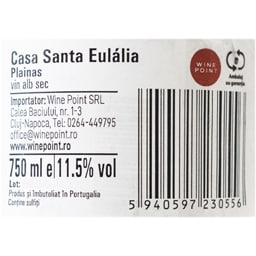 Casa Santa Eulália
Plainas
vin alb sec
WINE
POINT
Ambalaj
cu garanție
Importator: Wine Point SRL
Calea Baciului, nr. 1-3
Cluj-Napoca, Tel: 0264-449795
office@winepoint.ro
www.winepoint.ro
750 ml e 11.5% vol
Lot:
Produs și îmbuteliat în Portugalia
Conține sulfiți
5 940597 230556